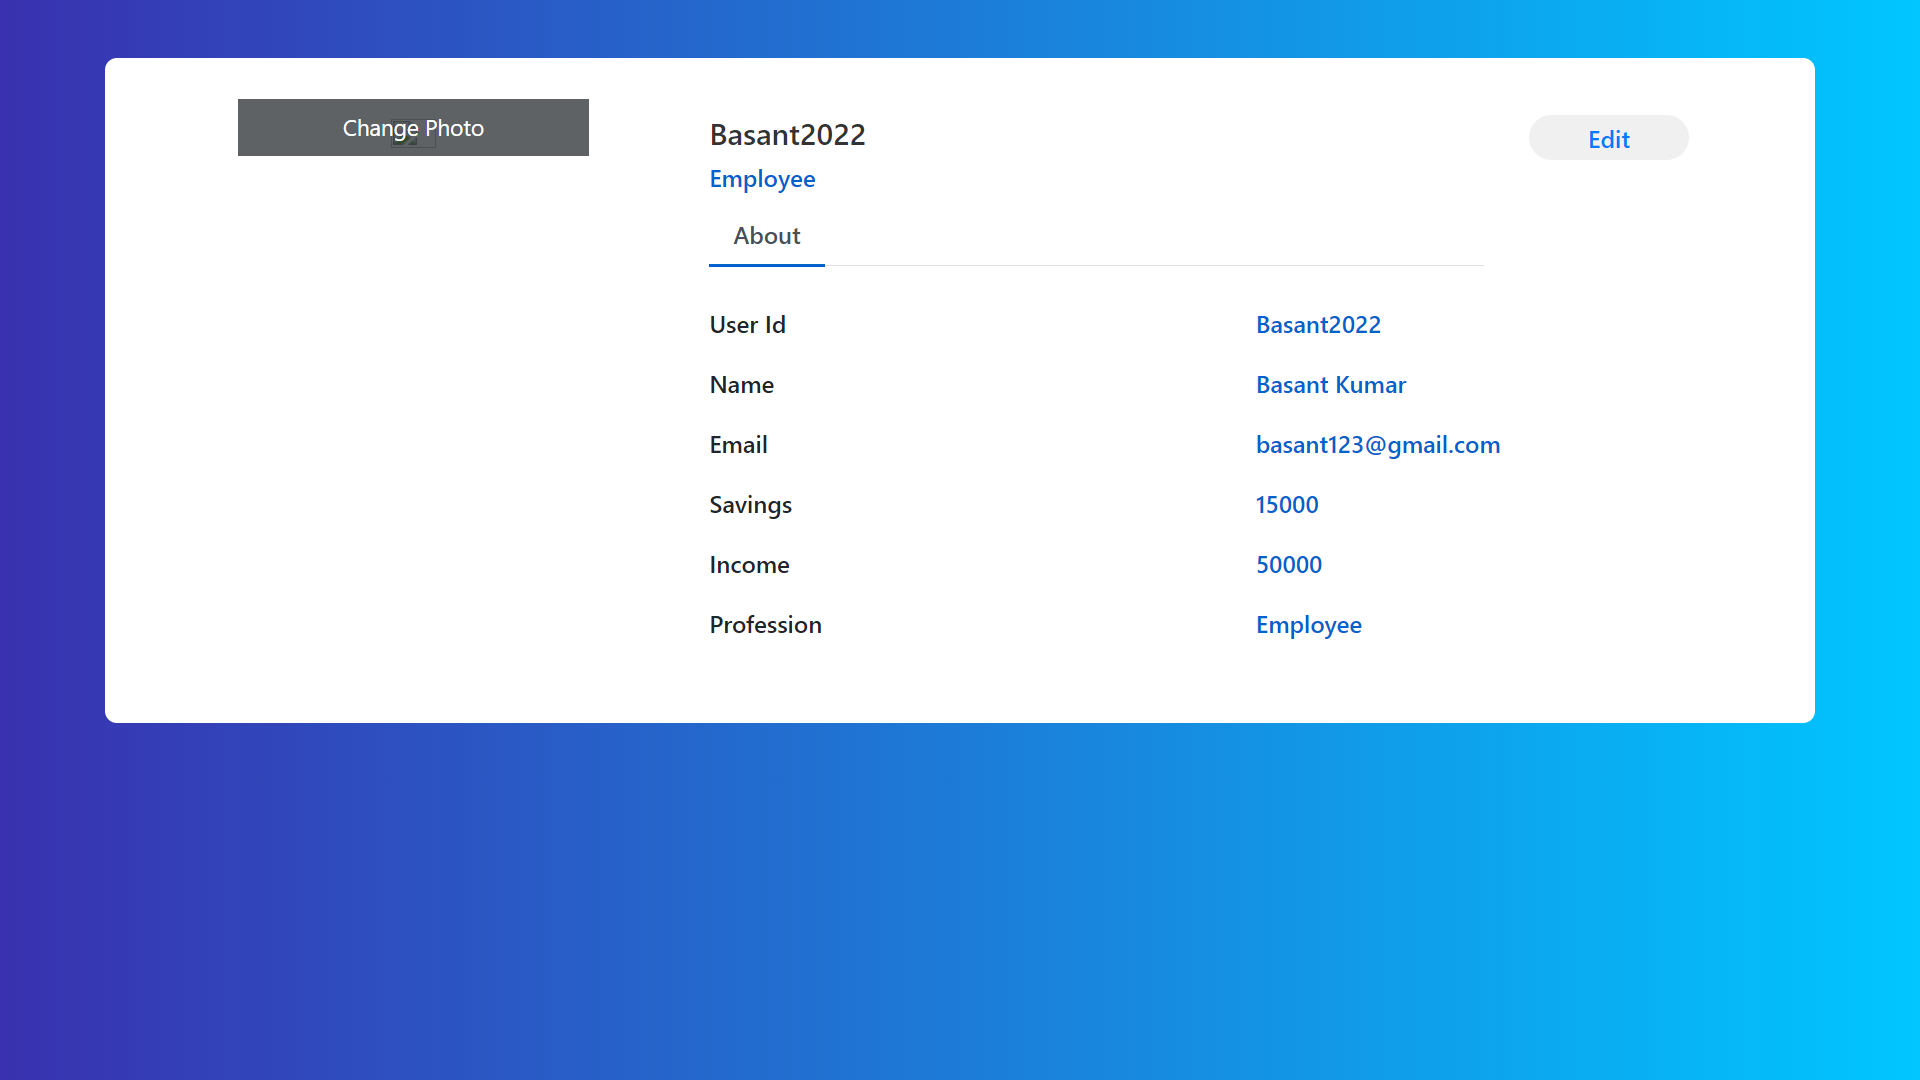 Change Photo
Basant2022
Edit
Employee
About
User Id Basant2022
Name Basant Kumar
Email basant123@gmail.com
Savings 15000
Income 50000
Profession Employee